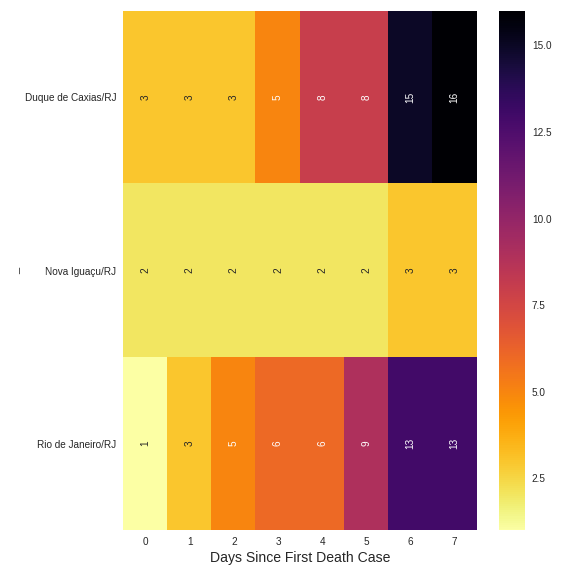 Duque de Caxias/RJ 3 3 3 5 8 8 15 16
Nova Iguaçu/RJ 2 2 2 2 2 2 3 3
Rio de Janeiro/RJ 1 3 5 6 6 9 13 13
0 1 2 3 4 5 6 7
Days Since First Death Case
15.0
12.5
10.0
7.5
5.0
2.5